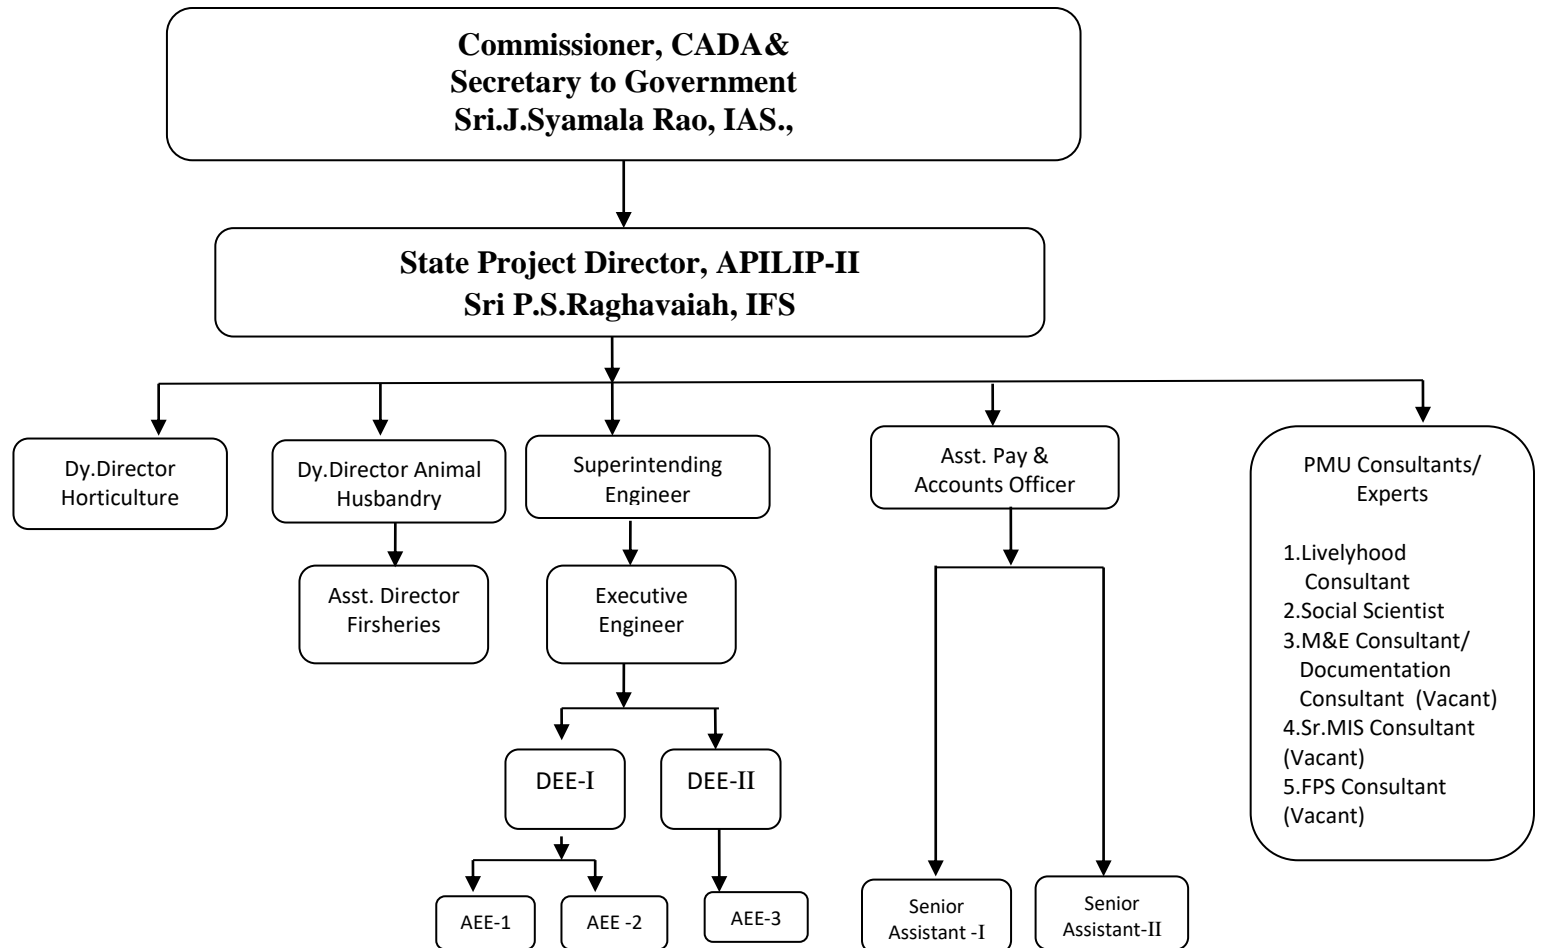 Commissioner, CADA&
Secretary to Government
Sri.J.Syamala Rao, IAS.,
State Project Director, APILIP-II
Sri P.S.Raghavaiah, IFS
Dy.Director
Horticulture
Dy.Director Animal
Husbandry
Superintending
Engineer
Asst. Pay &
Accounts Officer
PMU Consultants/
Experts
1.Livelyhood
Consultant
2.Social Scientist
3.M&E Consultant/
Documentation
Consultant (Vacant)
4.Sr.MIS Consultant
(Vacant)
5.FPS Consultant
(Vacant)
Asst. Director
Firsheries
Executive
Engineer
DEE-I
DEE-II
AEE-1
AEE -2
AEE-3
Senior
Assistant -I
Senior
Assistant-II